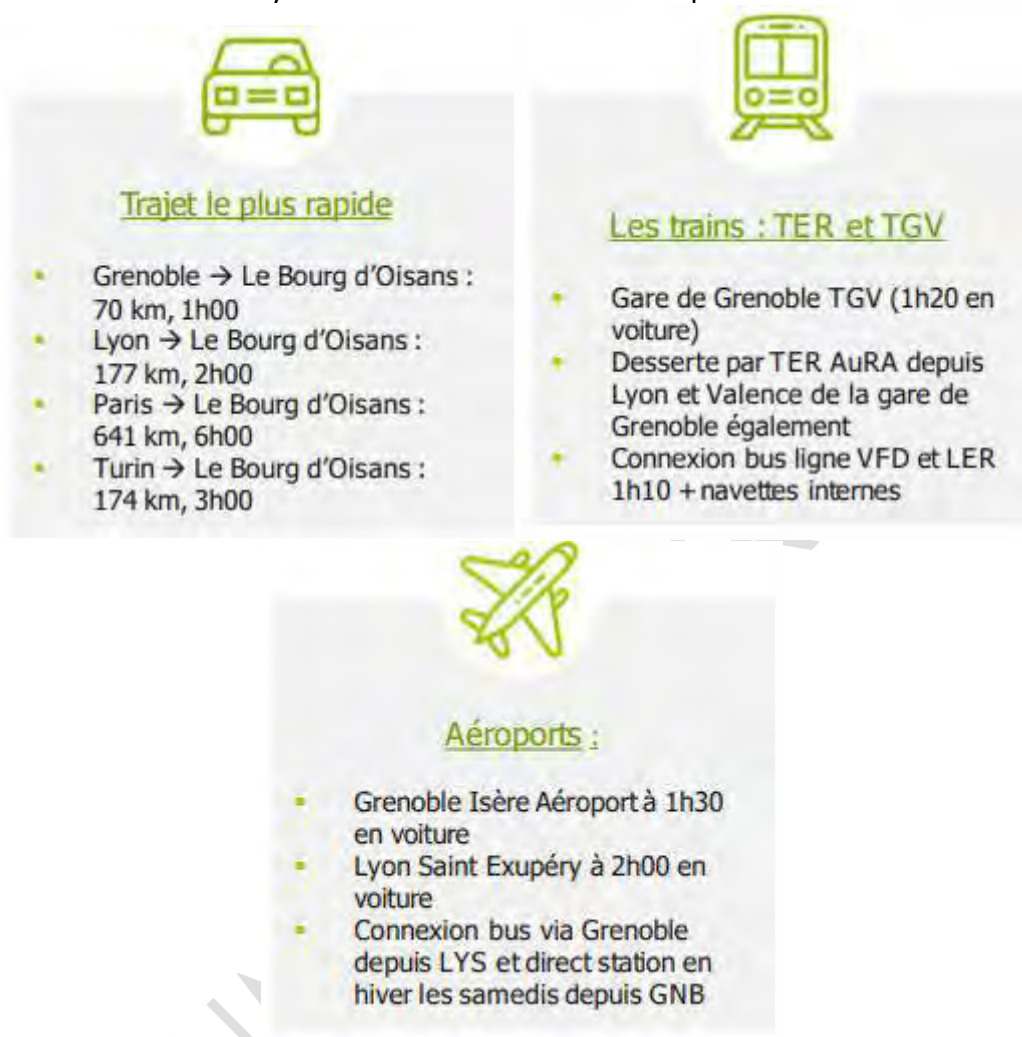 Trajet le plus rapide
Grenoble → Le Bourg d'Oisans :
70 km, 1h00
Lyon → Le Bourg d'Oisans :
177 km, 2h00
Paris → Le Bourg d'Oisans :
641 km, 6h00
Turin → Le Bourg d'Oisans :
174 km, 3h00
Les trains : TER et TGV
Gare de Grenoble TGV (1h20 en
voiture)
Desserte par TER AuRA depuis
Lyon et Valence de la gare de
Grenoble également
Connexion bus ligne VFD et LER
1h10 + navettes internes
Aéroports :
Grenoble Isère Aéroport à 1h30
en voiture
Lyon Saint Exupéry à 2h00 en
voiture
Connexion bus via Grenoble
depuis LYS et direct station en
hiver les samedis depuis GNB